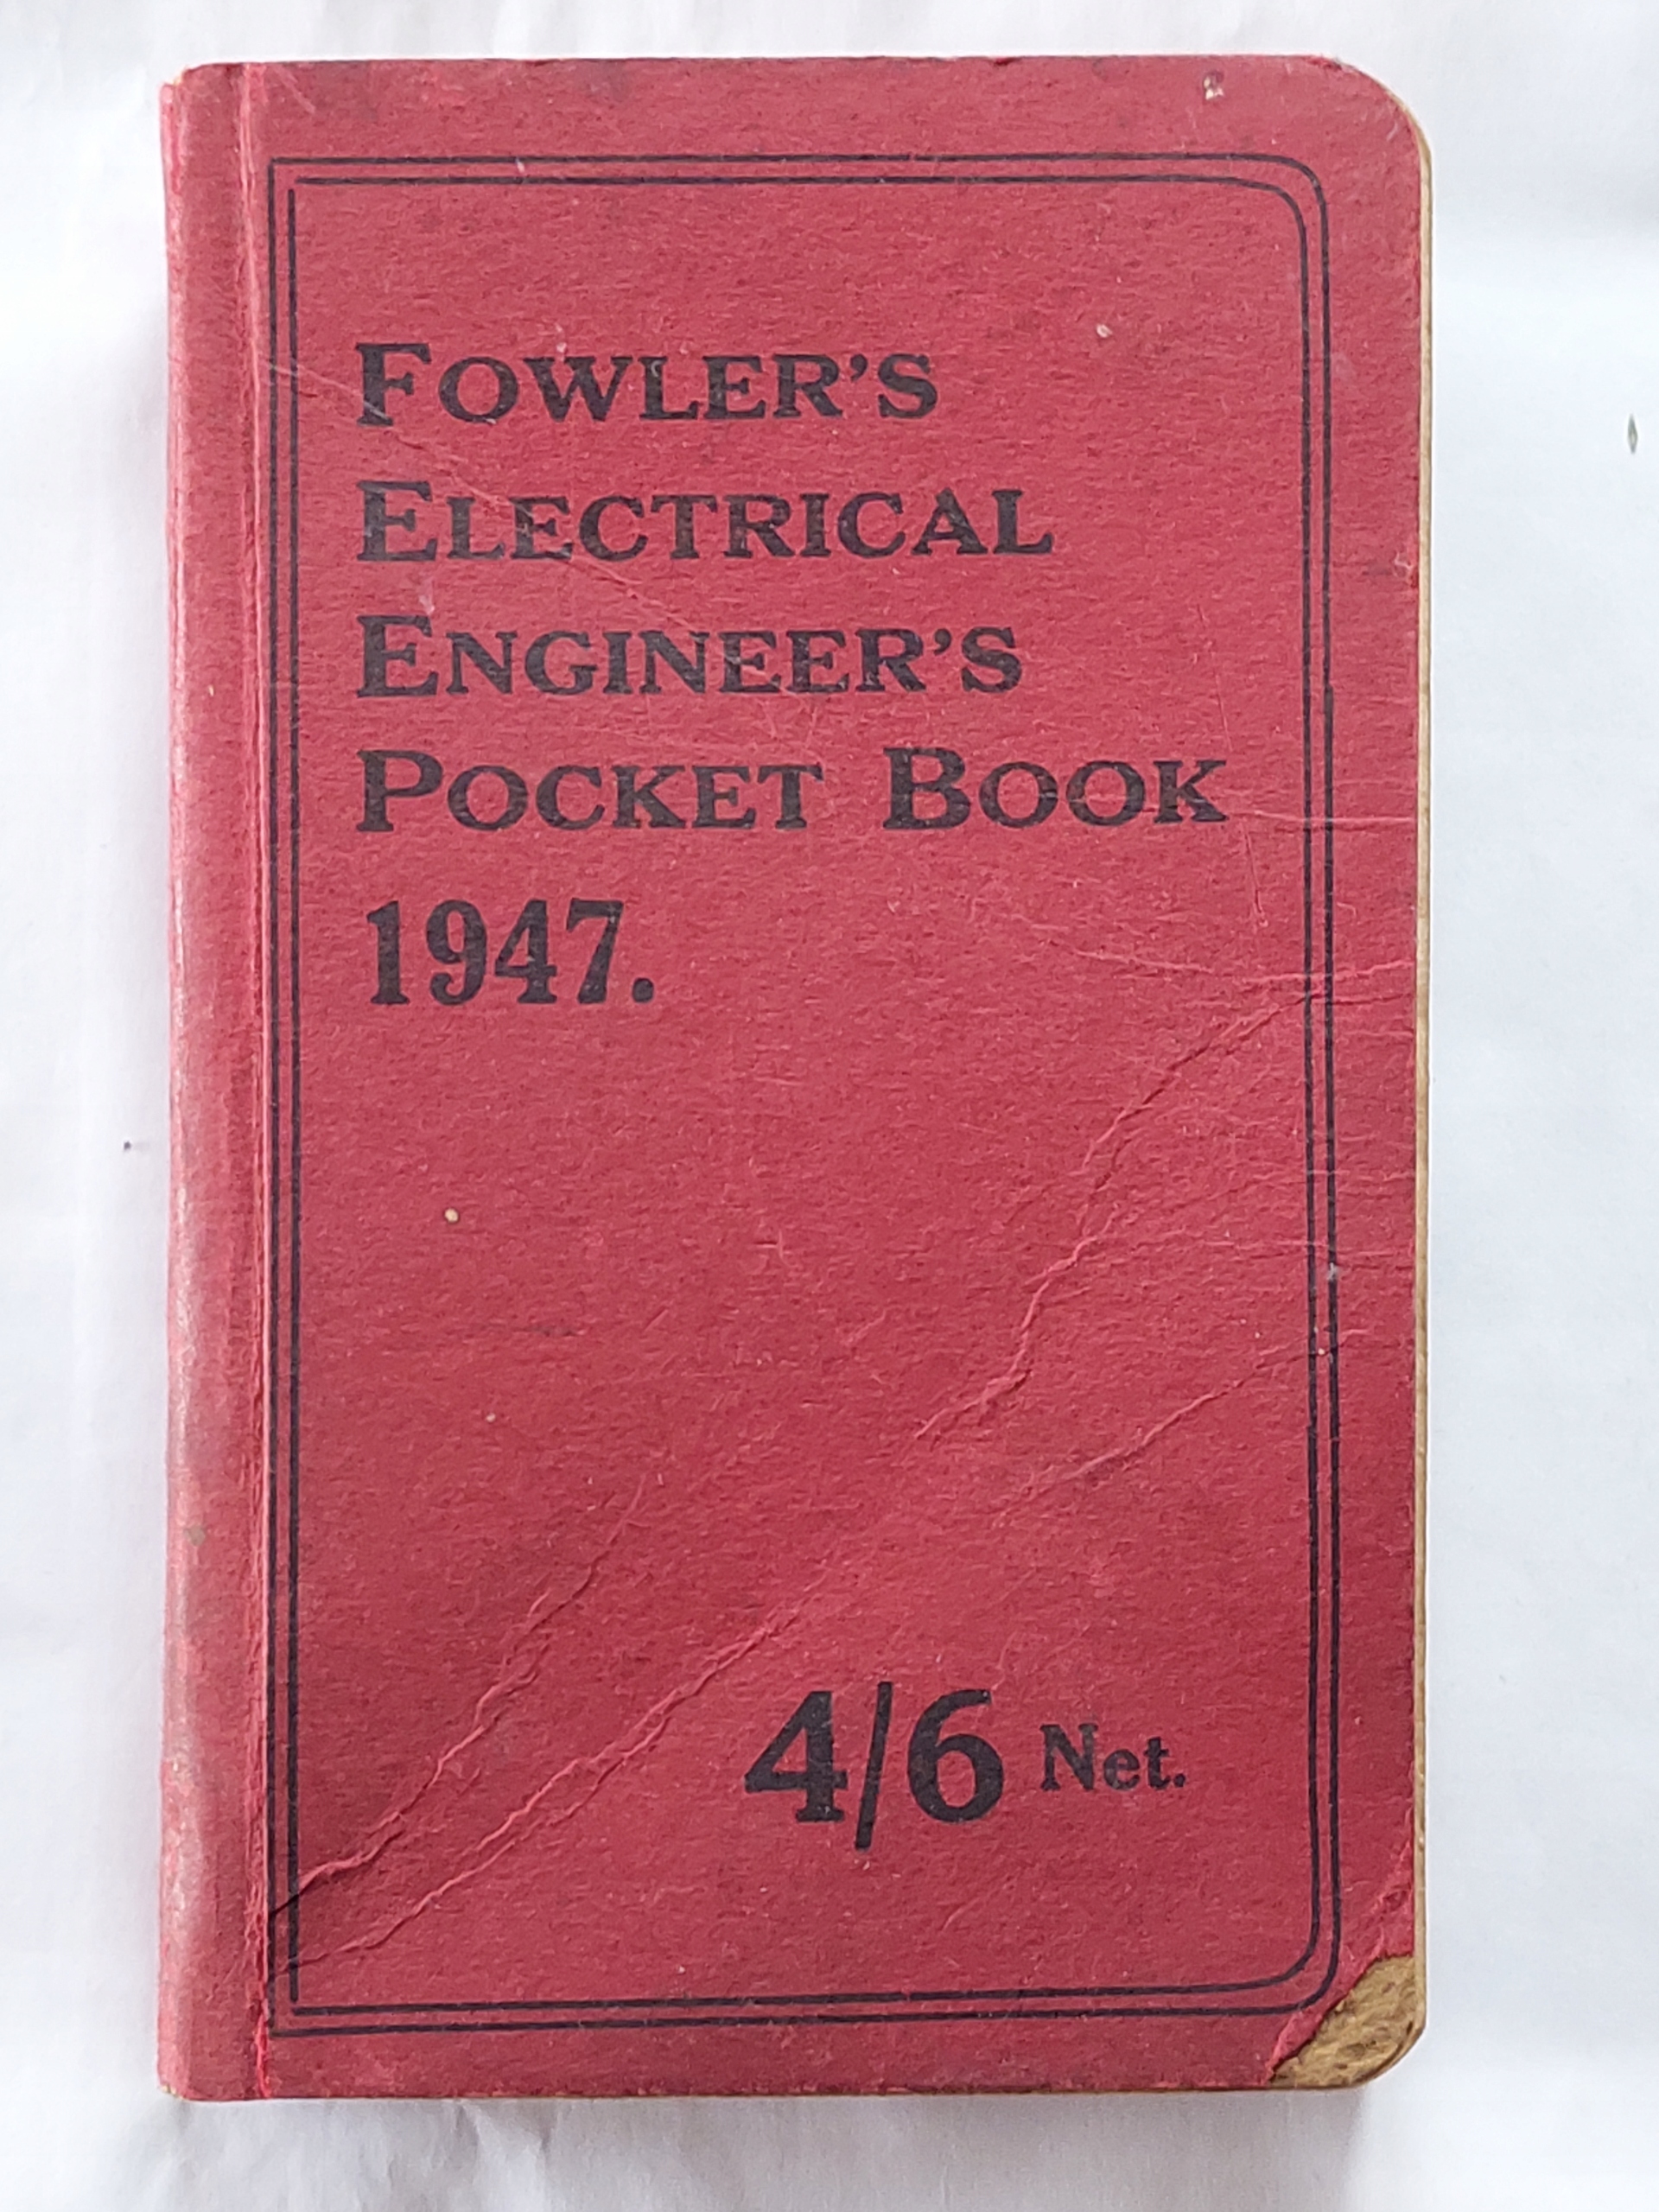 FOWLER'S
ELECTRICAL
ENGINEER'S
POCKET BOOK
1947.
4/6 Net.